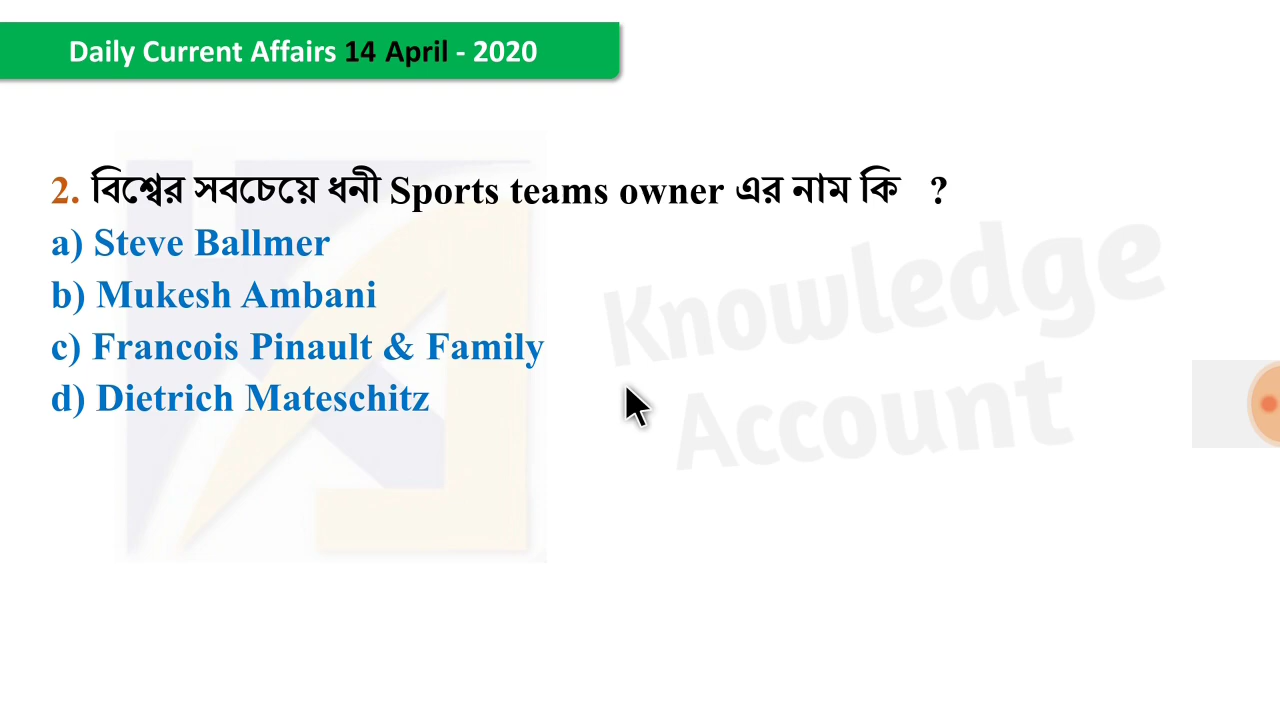 Daily Current Affairs 14 April - 2020
2. বিশ্বের সবচেয়ে ধনী Sports teams owner এর নাম কি ?
a) Steve Ballmer
b) Mukesh Ambani
c) Francois Pinault & Family
d) Dietrich Mateschitz
Knowledge
Account